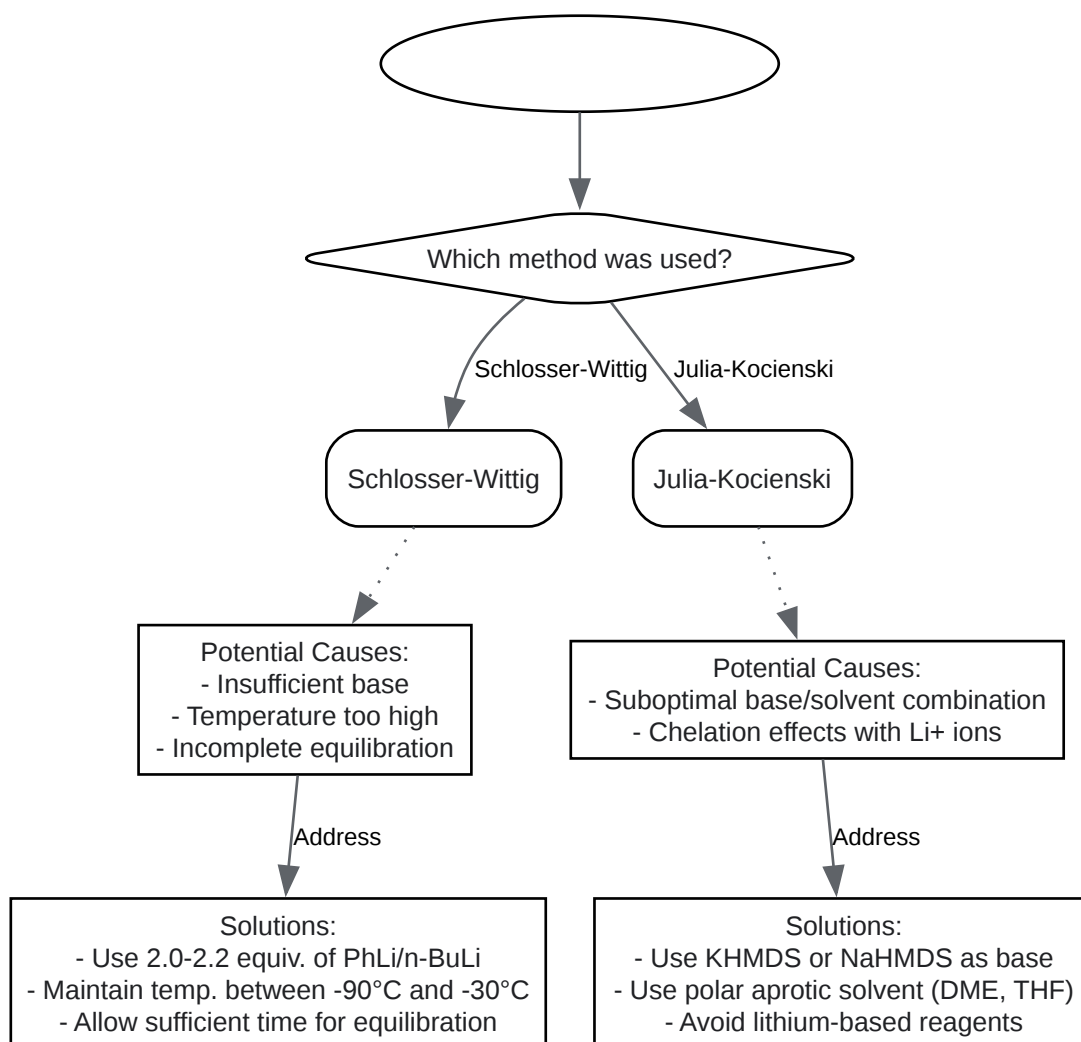 Which method was used?
Schlosser-Wittig
Julia-Kocienski
Schlosser-Wittig
Julia-Kocienski
Potential Causes:
- Insufficient base
- Temperature too high
- Incomplete equilibration
Potential Causes:
- Suboptimal base/solvent combination
- Chelation effects with Li+ ions
Address
Address
Solutions:
- Use 2.0-2.2 equiv. of PhLi/n-BuLi
- Maintain temp. between -90°C and -30°C
- Allow sufficient time for equilibration
Solutions:
- Use KHMDS or NaHMDS as base
- Use polar aprotic solvent (DME, THF)
- Avoid lithium-based reagents